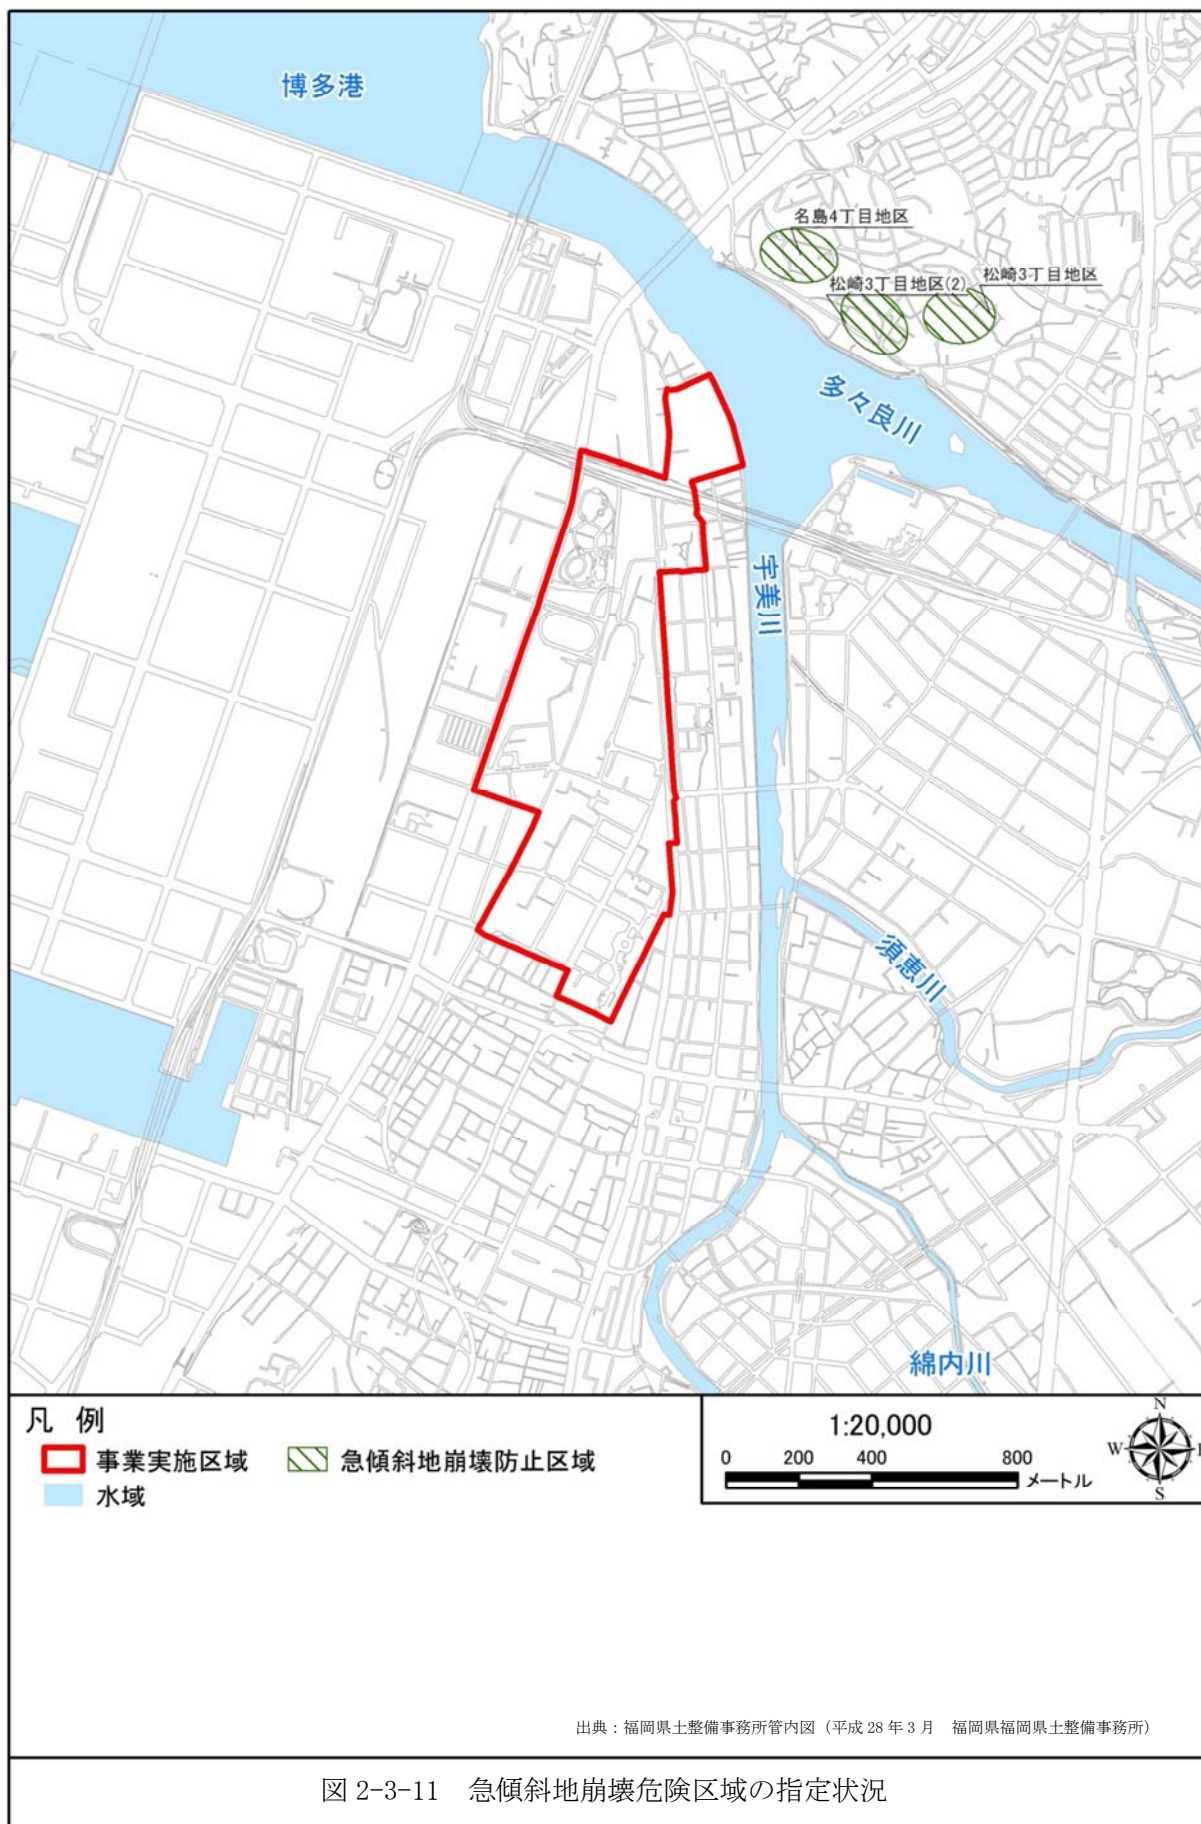 博多港
名島4丁目地区
松崎3丁目地区(2)
松崎3丁目地区
多々良川
宇美川
須恵川
綿内川
凡 例
事業実施区域
急傾斜地崩壊防止区域
水域
1:20,000
0 200 400 800
メートル
N
W
S
出典：福岡県土整備事務所管内図（平成 28 年 3 月 福岡県福岡県土整備事務所）
図 2-3-11 急傾斜地崩壊危険区域の指定状況